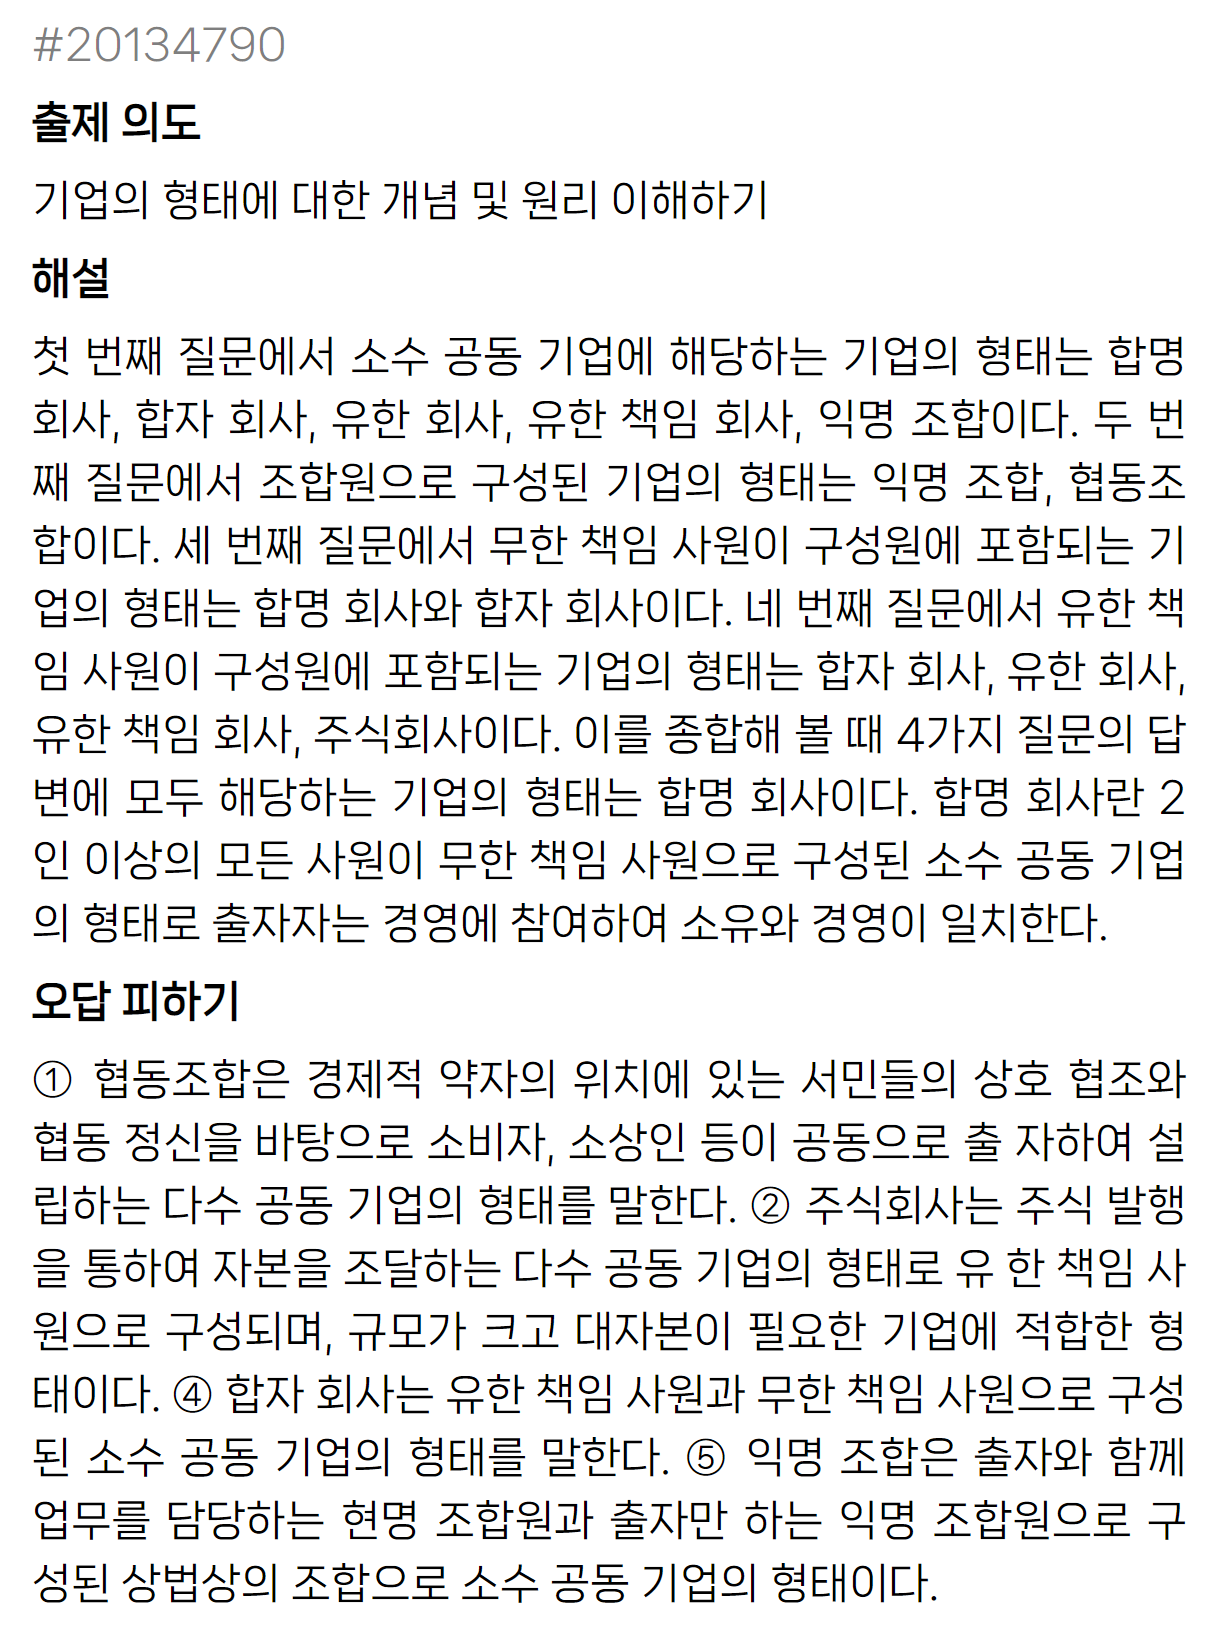 #20134790
출제 의도
기업의 형태에 대한 개념 및 원리 이해하기
해설
첫 번째 질문에서 소수 공동 기업에 해당하는 기업의 형태는 합명
회사, 합자 회사, 유한 회사, 유한 책임 회사, 익명 조합이다. 두 번
째 질문에서 조합원으로 구성된 기업의 형태는 익명 조합, 협동조
합이다. 세 번째 질문에서 무한 책임 사원이 구성원에 포함되는 기
업의 형태는 합명 회사와 합자 회사이다. 네 번째 질문에서 유한 책
임 사원이 구성원에 포함되는 기업의 형태는 합자 회사, 유한 회사,
유한 책임 회사, 주식회사이다. 이를 종합해 볼 때 4가지 질문의 답
변에 모두 해당하는 기업의 형태는 합명 회사이다. 합명 회사란 2
인 이상의 모든 사원이 무한 책임 사원으로 구성된 소수 공동 기업
의 형태로 출자자는 경영에 참여하여 소유와 경영이 일치한다.
오답 피하기
① 협동조합은 경제적 약자의 위치에 있는 서민들의 상호 협조와
협동 정신을 바탕으로 소비자, 소상인 등이 공동으로 출 자하여 설
립하는 다수 공동 기업의 형태를 말한다. ② 주식회사는 주식 발행
을 통하여 자본을 조달하는 다수 공동 기업의 형태로 유 한 책임 사
원으로 구성되며, 규모가 크고 대자본이 필요한 기업에 적합한 형
태이다. ④ 합자 회사는 유한 책임 사원과 무한 책임 사원으로 구성
된 소수 공동 기업의 형태를 말한다. ⑤ 익명 조합은 출자와 함께
업무를 담당하는 현명 조합원과 출자만 하는 익명 조합원으로 구
성된 상법상의 조합으로 소수 공동 기업의 형태이다.